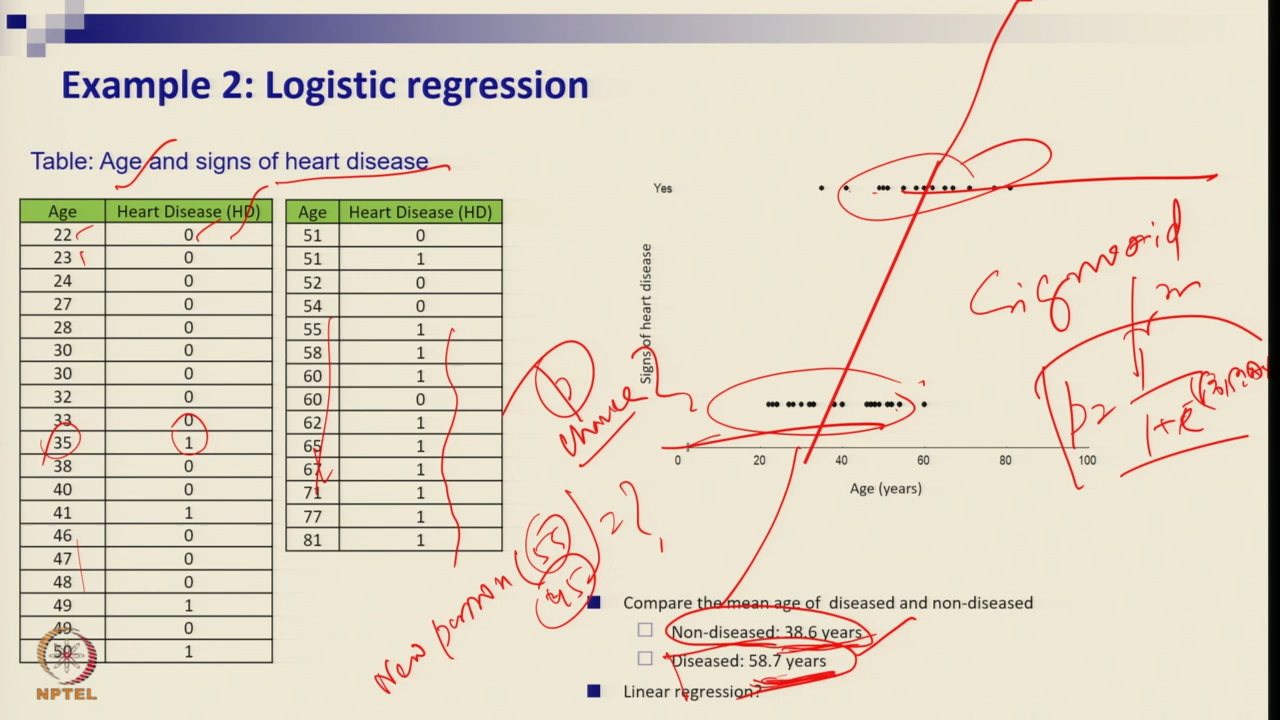 Example 2: Logistic regression
Table: Age and signs of heart disease
Age Heart Disease (HD)
22 0
23 0
24 0
27 0
28 0
30 0
30 0
32 0
33 0
35 1
38 0
40 0
41 1
46 0
47 0
48 0
49 1
49 0
50 1
Age Heart Disease (HD)
51 0
51 1
52 0
54 0
55 1
58 1
60 1
60 0
62 1
65 1
67 1
71 1
77 1
81 1
Yes
Signs of heart disease
0 20 40 60 80 100
Age (years)
Sigmoid
p
chance
New person (55) = ?
45
Compare the mean age of diseased and non-diseased
Non-diseased: 38.6 years
Diseased: 58.7 years
Linear regression?
NPTEL